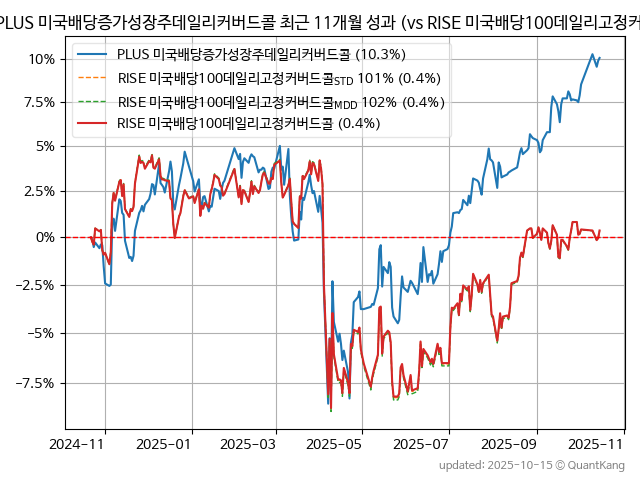 PLUS 미국배당증가성장주데일리커버드콜 최근 11개월 성과 (vs RISE 미국배당100데일리고정커
10%
7.5%
5%
2.5%
0%
−2.5%
−5%
−7.5%
PLUS 미국배당증가성장주데일리커버드콜 (10.3%)
RISE 미국배당100데일리고정커버드콜STD 101% (0.4%)
RISE 미국배당100데일리고정커버드콜MDD 102% (0.4%)
RISE 미국배당100데일리고정커버드콜 (0.4%)
2024-11 2025-01 2025-03 2025-05 2025-07 2025-09 2025-11
updated: 2025-10-15 © QuantKang